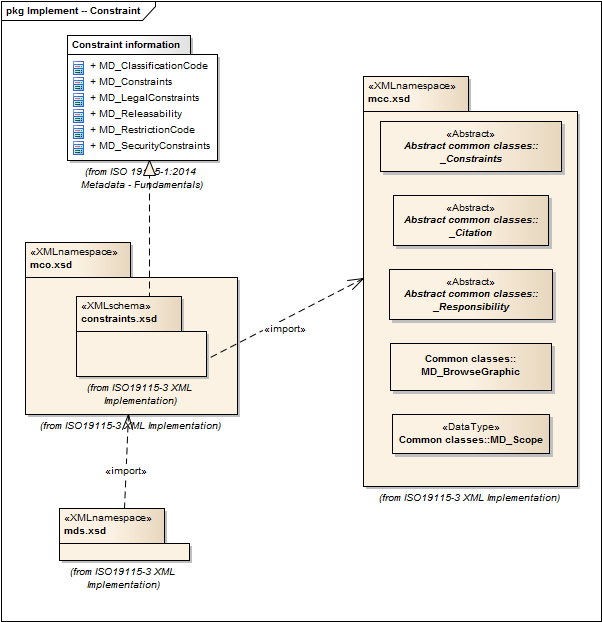 pkg Implement -- Constraint
Constraint information
+ MD_ClassificationCode
+ MD_Constraints
+ MD_LegalConstraints
+ MD_Releasability
+ MD_RestrictionCode
+ MD_SecurityConstraints
(from ISO 19115-1:2014
Metadata - Fundamentals)
«XMLnamespace»
mcc.xsd
«Abstract»
Abstract common classes::
_Constraints
«Abstract»
Abstract common classes::
_Citation
«Abstract»
Abstract common classes::
_Responsibility
Common classes::
MD_BrowseGraphic
«DataType»
Common classes::MD_Scope
(from ISO19115-3 XML Implementation)
«XMLnamespace»
mco.xsd
«XMLschema»
constraints.xsd
(from ISO19115-3 XML
Implementation)
(from ISO19115-3 XML Implementation)
«import»
«import»
«XMLnamespace»
mds.xsd
(from ISO19115-3 XML
Implementation)